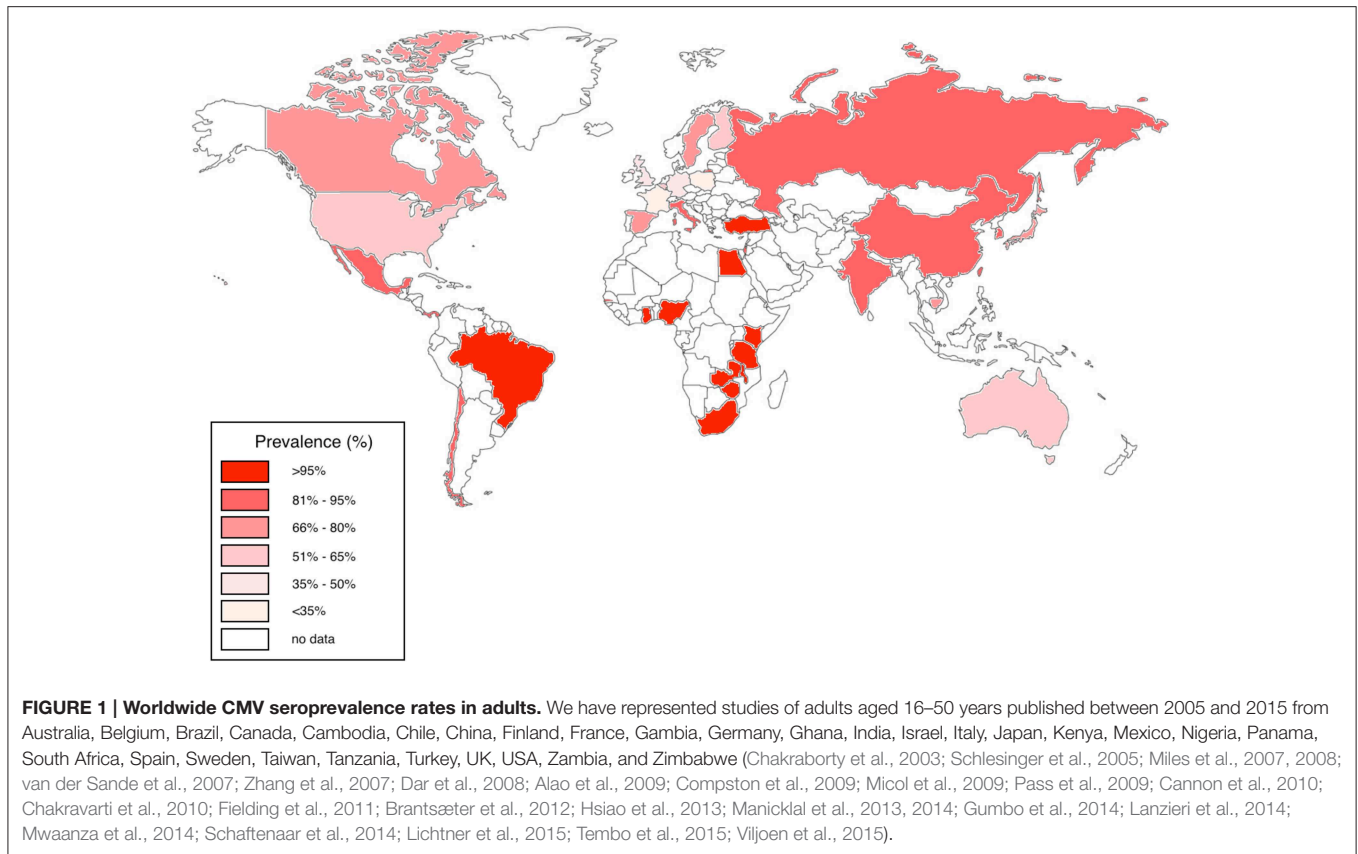 Prevalence (%)
>95%
81% - 95%
66% - 80%
51% - 65%
35% - 50%
<35%
no data
FIGURE 1 | Worldwide CMV seroprevalence rates in adults. We have represented studies of adults aged 16–50 years published between 2005 and 2015 from
Australia, Belgium, Brazil, Canada, Cambodia, Chile, China, Finland, France, Gambia, Germany, Ghana, India, Israel, Italy, Japan, Kenya, Mexico, Nigeria, Panama,
South Africa, Spain, Sweden, Taiwan, Tanzania, Turkey, UK, USA, Zambia, and Zimbabwe (Chakraborty et al., 2003; Schlesinger et al., 2005; Miles et al., 2007, 2008;
van der Sande et al., 2007; Zhang et al., 2007; Dar et al., 2008; Alao et al., 2009; Compston et al., 2009; Micol et al., 2009; Pass et al., 2009; Cannon et al., 2010;
Chakravarti et al., 2010; Fielding et al., 2011; Brantsæter et al., 2012; Hsiao et al., 2013; Manicklal et al., 2013, 2014; Gumbo et al., 2014; Lanzieri et al., 2014;
Mwaanza et al., 2014; Schaftenaar et al., 2014; Lichtner et al., 2015; Tembo et al., 2015; Viljoen et al., 2015).